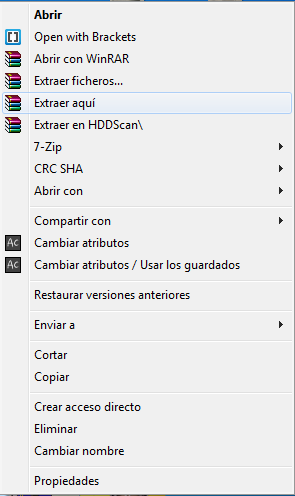 Abrir
Open with Brackets
Abrir con WinRAR
Extraer ficheros...
Extraer aquí
Extraer en HDDScan\
7-Zip
CRC SHA
Abrir con
Compartir con
Ac Cambiar atributos
Ac Cambiar atributos / Usar los guardados
Restaurar versiones anteriores
Enviar a
Cortar
Copiar
Crear acceso directo
Eliminar
Cambiar nombre
Propiedades